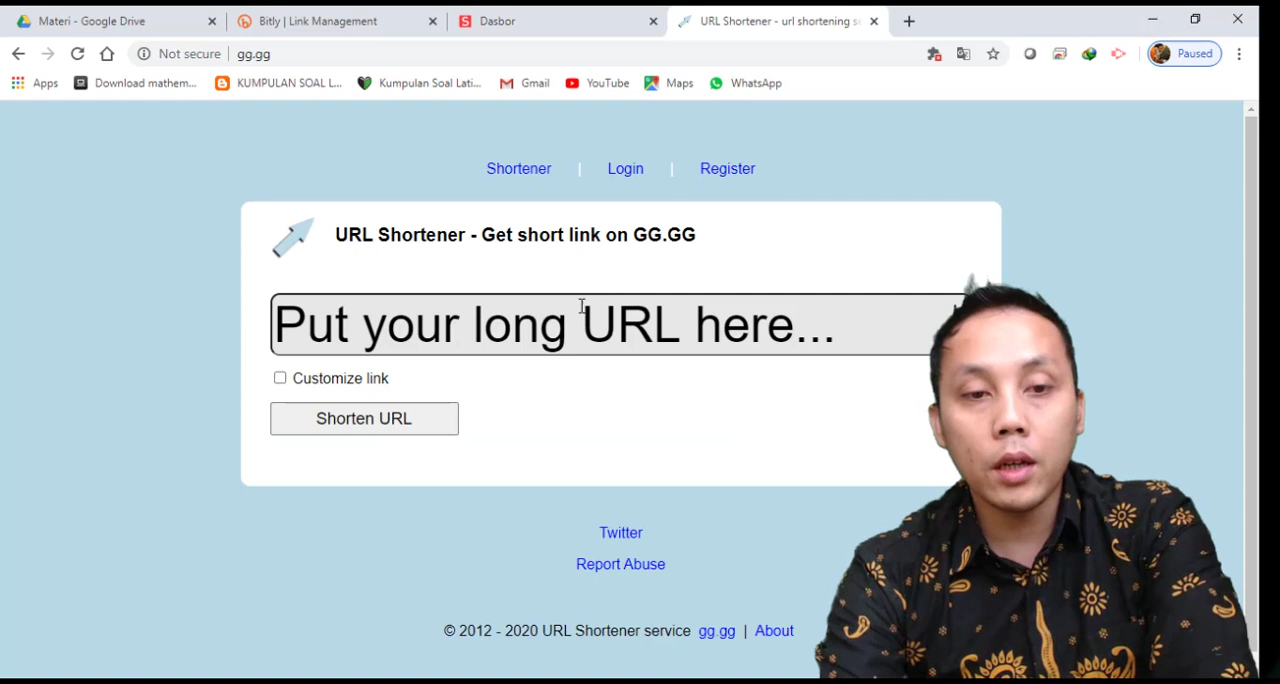 Materi - Google Drive
Bitly | Link Management
Dasbor
URL Shortener - url shortening se
Not secure
gg.gg
Paused
Apps
Download mathem...
KUMPULAN SOAL L...
Kumpulan Soal Lati...
Gmail
YouTube
Maps
WhatsApp
Shortener | Login | Register
URL Shortener - Get short link on GG.GG
Put your long URL here...
Customize link
Shorten URL
Twitter
Report Abuse
© 2012 - 2020 URL Shortener service gg.gg | About